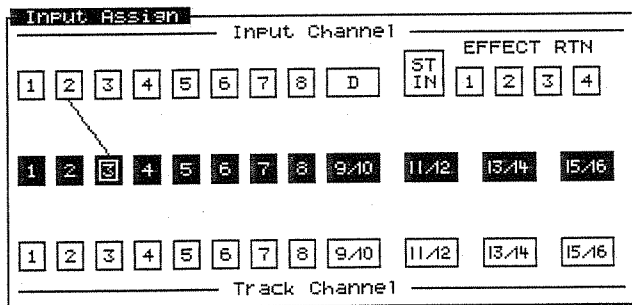 Input Assign
Input Channel
EFFECT RTN
1 2 3 4 5 6 7 8 D ST IN 1 2 3 4
1 2 3 4 5 6 7 8 9/10 11/12 13/14 15/16
1 2 3 4 5 6 7 8 9/10 11/12 13/14 15/16
Track Channel